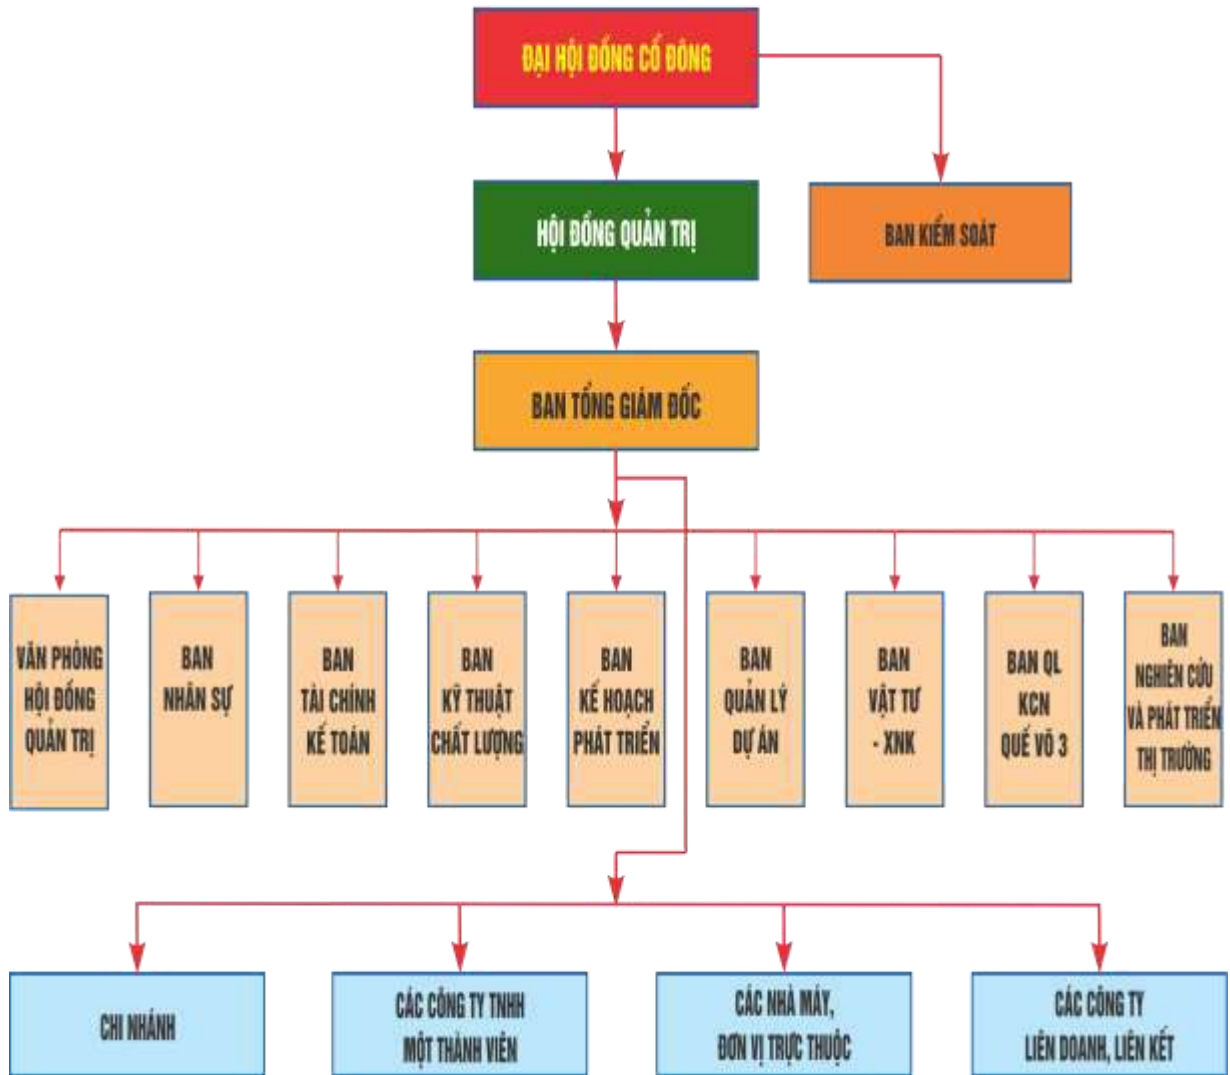 ĐẠI HỘI ĐỒNG CỔ ĐÔNG
HỘI ĐỒNG QUẢN TRỊ
BAN KIỂM SOÁT
BAN TỔNG GIÁM ĐỐC
VĂN PHÒNG
HỘI ĐỒNG
QUẢN TRỊ
BAN
NHÂN SỰ
BAN
TÀI CHÍNH
KẾ TOÁN
BAN
KỸ THUẬT
CHẤT LƯỢNG
BAN
KẾ HOẠCH
PHÁT TRIỂN
BAN
QUẢN LÝ
DỰ ÁN
BAN
VẬT TƯ
- XNK
BAN QL
KCN
QUẾ VÕ 3
BAN
NGHIÊN CỨU
VÀ PHÁT TRIỂN
THỊ TRƯỜNG
CHI NHÁNH
CÁC CÔNG TY TNHH
MỘT THÀNH VIÊN
CÁC NHÀ MÁY,
ĐƠN VỊ TRỰC THUỘC
CÁC CÔNG TY
LIÊN DOANH, LIÊN KẾT